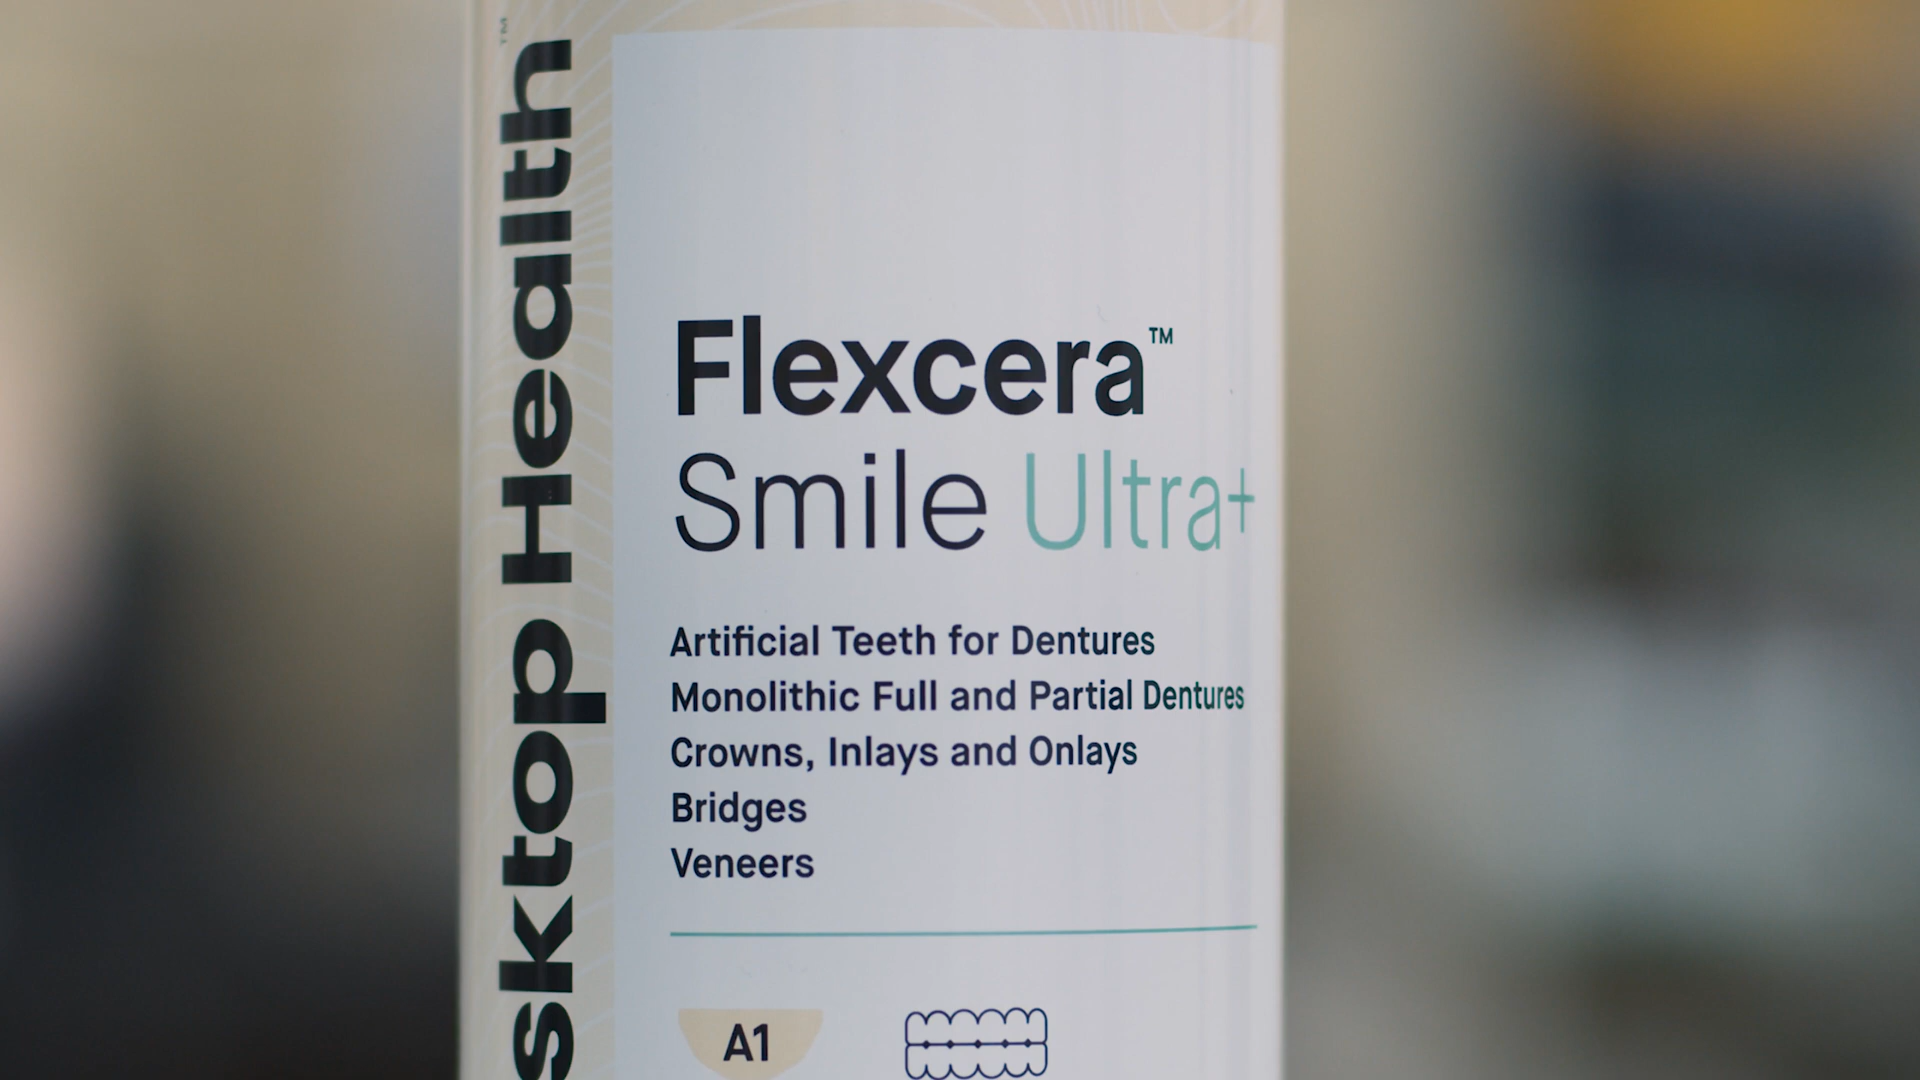 sktop Health™
Flexcera™
Smile Ultra+
Artificial Teeth for Dentures
Monolithic Full and Partial Dentures
Crowns, Inlays and Onlays
Bridges
Veneers
A1